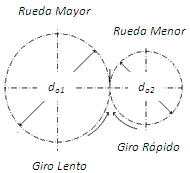 Rueda Mayor
Rueda Menor
do1
do2
Giro Lento
Giro Rápido